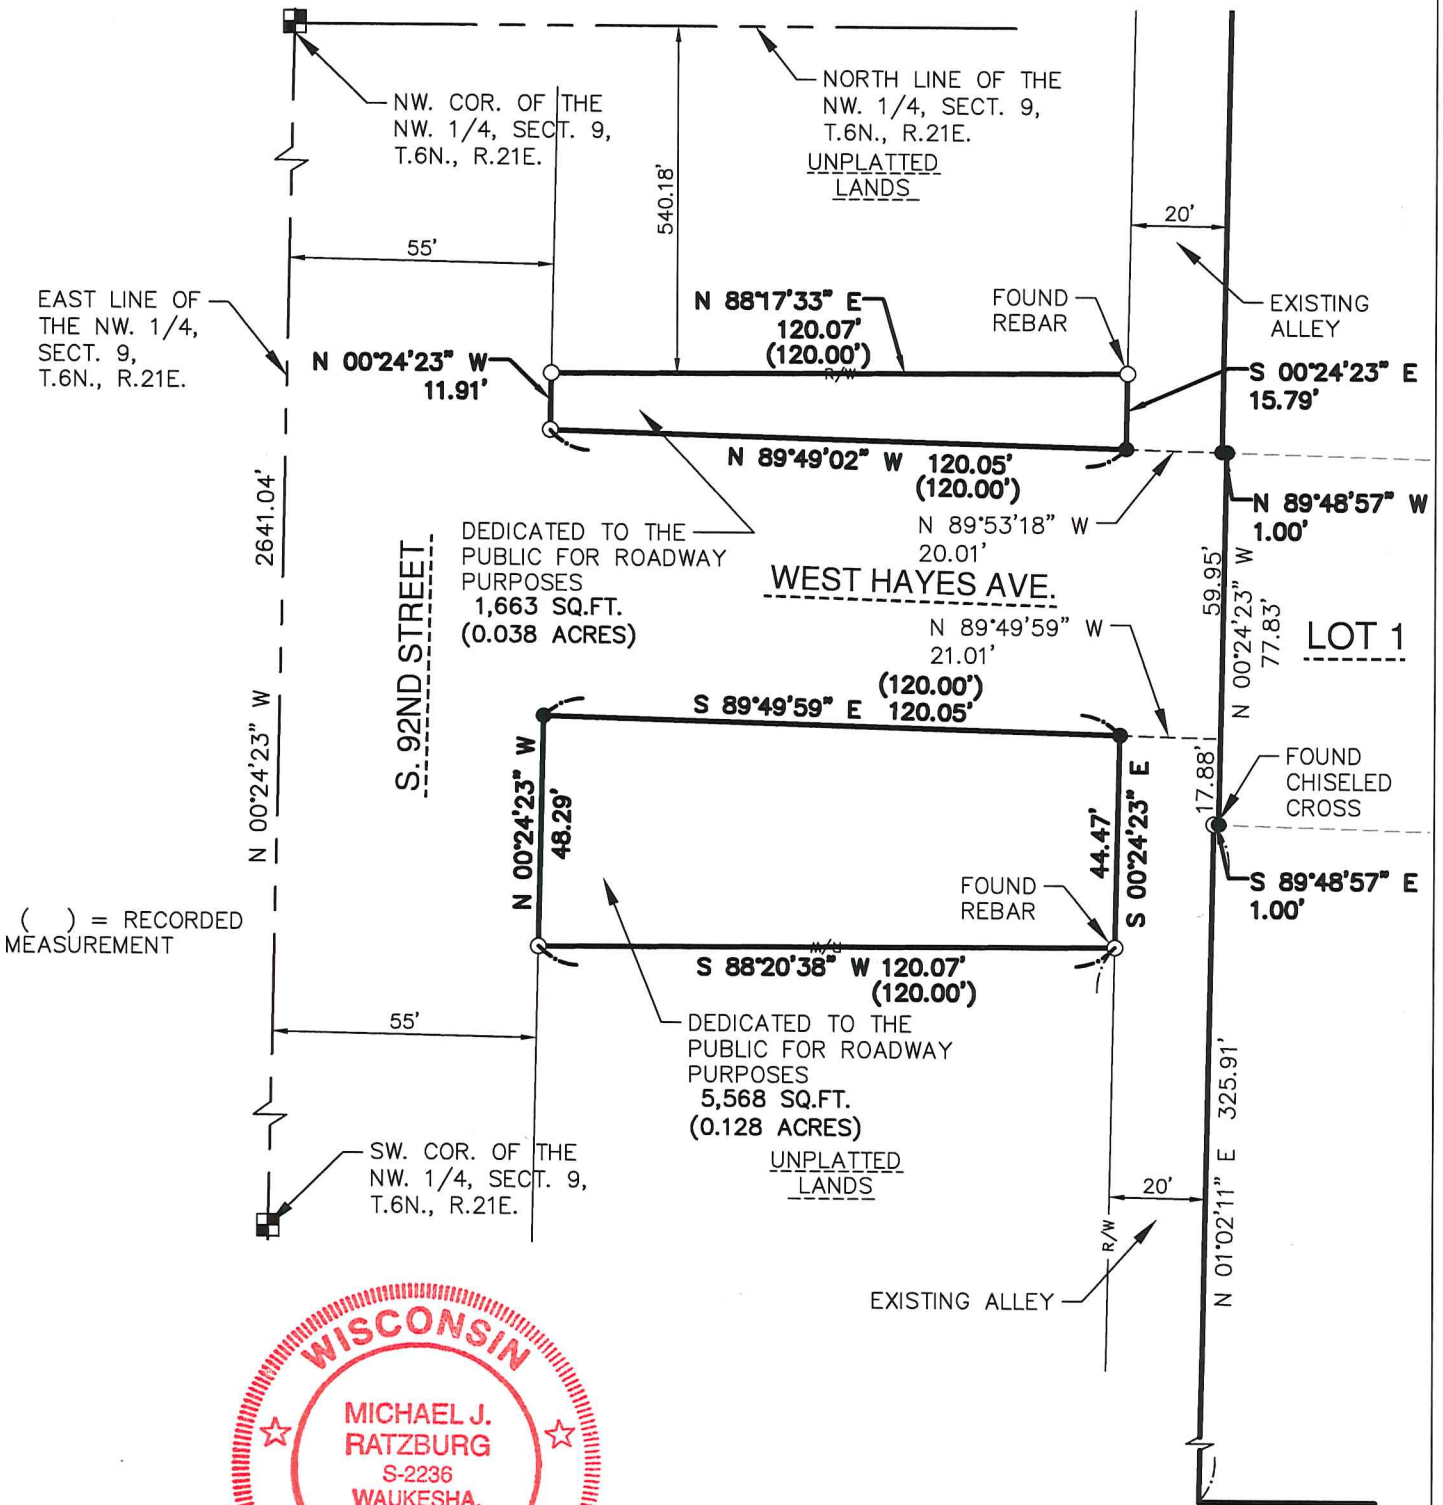 NW. COR. OF THE
NW. 1/4, SECT. 9,
T.6N., R.21E.
NORTH LINE OF THE
NW. 1/4, SECT. 9,
T.6N., R.21E.
UNPLATTED
LANDS
540.18'
20'
55'
EAST LINE OF
THE NW. 1/4,
SECT. 9,
T.6N., R.21E.
N 88°17'33" E
120.07'
(120.00')
R/W
FOUND
REBAR
EXISTING
ALLEY
N 00°24'23" W
11.91'
S 00°24'23" E
15.79'
N 89°49'02" W 120.05'
(120.00')
N 89°48'57" W
1.00'
N 89°53'18" W
20.01'
2641.04'
N 00°24'23" W
S. 92ND STREET
DEDICATED TO THE
PUBLIC FOR ROADWAY
PURPOSES
1,663 SQ.FT.
(0.038 ACRES)
WEST HAYES AVE.
59.95'
N 00°24'23" W
77.83'
LOT 1
N 89°49'59" W
21.01'
(120.00')
S 89°49'59" E 120.05'
17.88'
FOUND
CHISELED
CROSS
N 00°24'23" W
48.29'
44.47'
S 00°24'23" E
FOUND
REBAR
S 89°48'57" E
1.00'
( ) = RECORDED
MEASUREMENT
R/W
S 88°20'38" W 120.07'
(120.00')
55'
DEDICATED TO THE
PUBLIC FOR ROADWAY
PURPOSES
5,568 SQ.FT.
(0.128 ACRES)
UNPLATTED
LANDS
N 01°02'11" E 325.91'
SW. COR. OF THE
NW. 1/4, SECT. 9,
T.6N., R.21E.
20'
R/W
EXISTING ALLEY
WISCONSIN
MICHAEL J.
RATZBURG
S-2236
WAUKESHA,